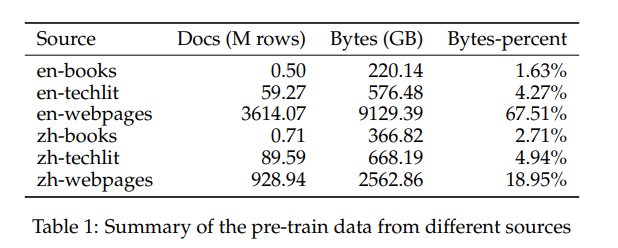 Source Docs (M rows) Bytes (GB) Bytes-percent
en-books 0.50 220.14 1.63%
en-techlit 59.27 576.48 4.27%
en-webpages 3614.07 9129.39 67.51%
zh-books 0.71 366.82 2.71%
zh-techlit 89.59 668.19 4.94%
zh-webpages 928.94 2562.86 18.95%
Table 1: Summary of the pre-train data from different sources